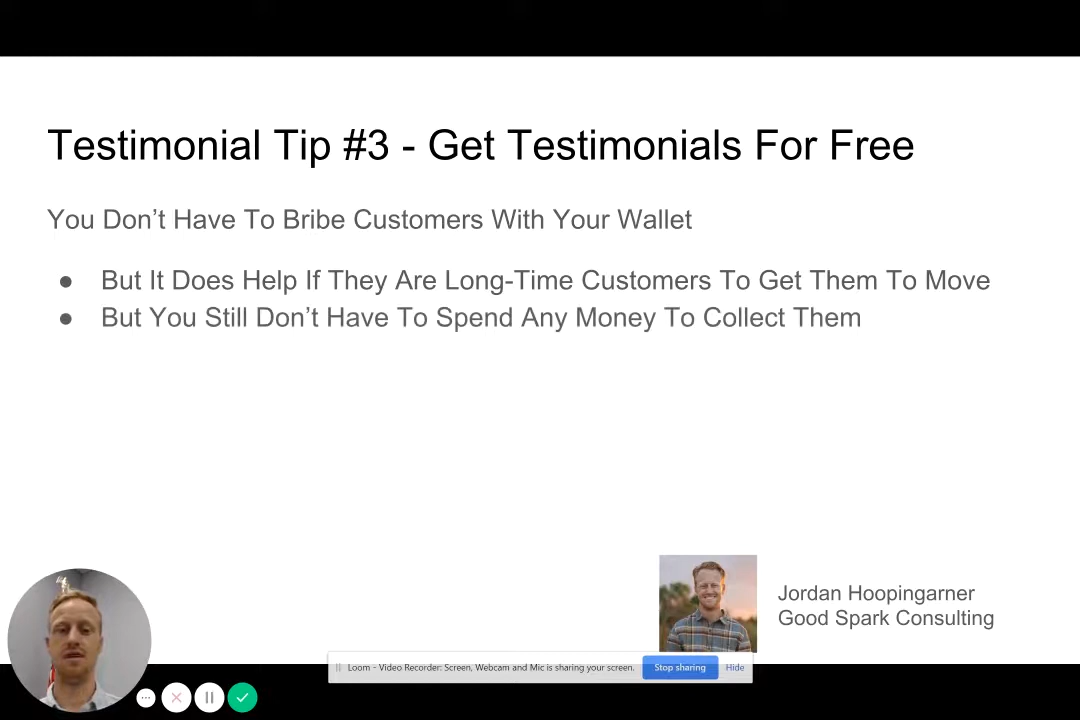 Testimonial Tip #3 - Get Testimonials For Free
You Don’t Have To Bribe Customers With Your Wallet
● But It Does Help If They Are Long-Time Customers To Get Them To Move
● But You Still Don’t Have To Spend Any Money To Collect Them
Jordan Hoopingarner
Good Spark Consulting
Loom - Video Recorder: Screen, Webcam and Mic is sharing your screen. Stop sharing Hide